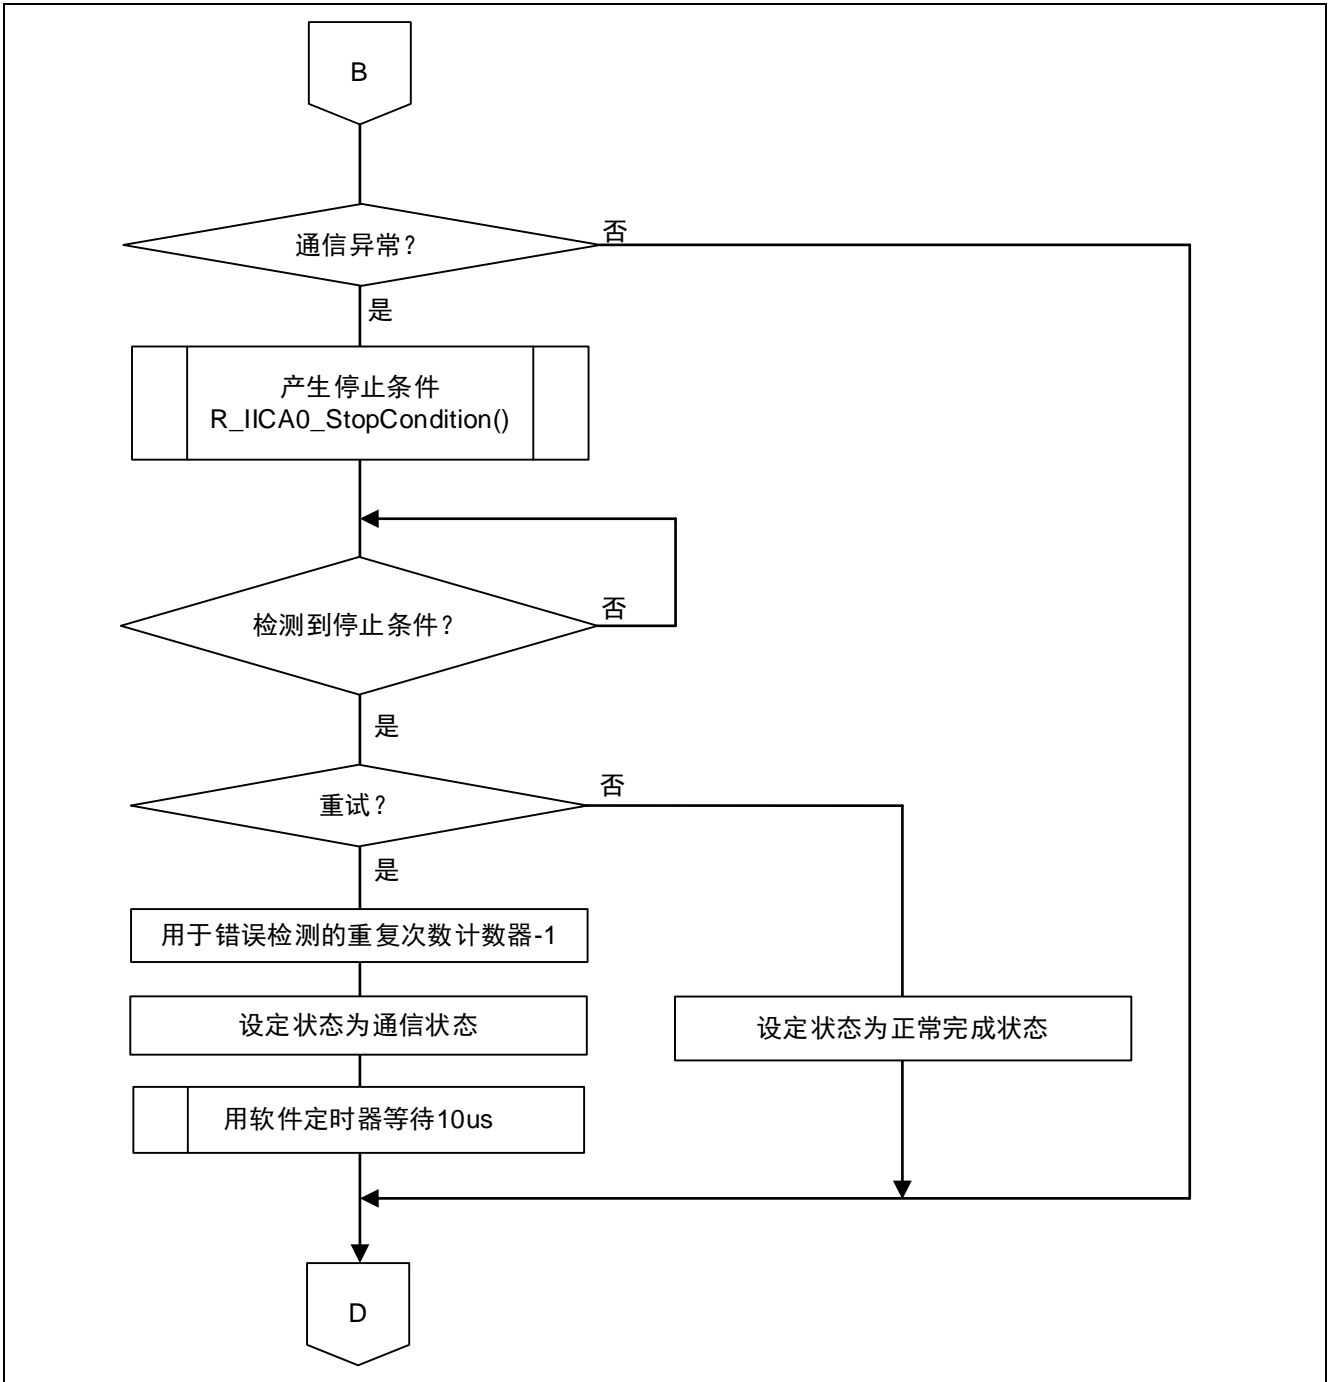 B
通信异常？
否
是
产生停止条件
R_IICA0_StopCondition()
检测到停止条件？
否
是
重试？
否
是
用于错误检测的重复次数计数器-1
设定状态为通信状态
设定状态为正常完成状态
用软件定时器等待10us
D